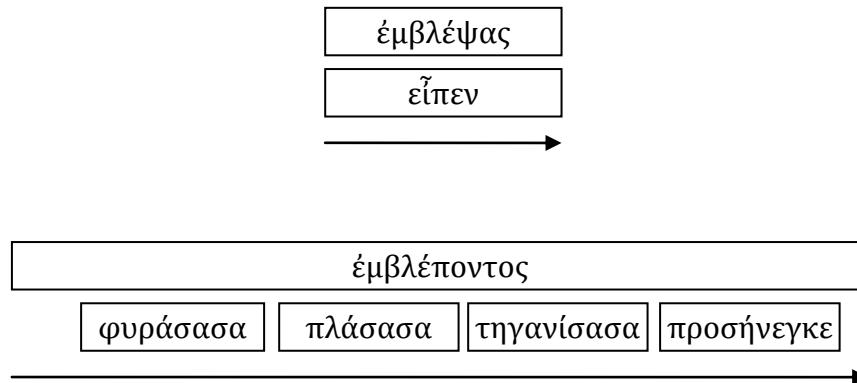 ἐμβλέψας
εἶπεν
ἐμβλέποντος
φυράσασα πλάσασα τηγανίσασα προσήνεγκε